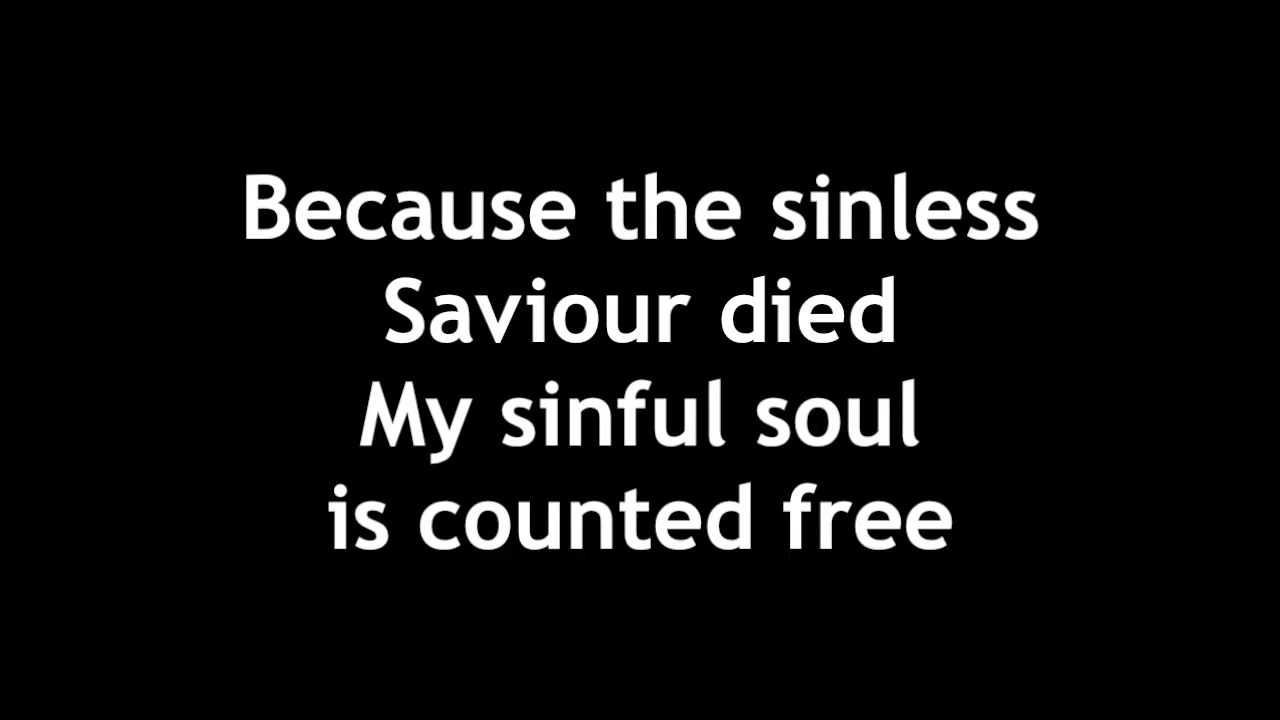 Because the sinless
Saviour died
My sinful soul
is counted free